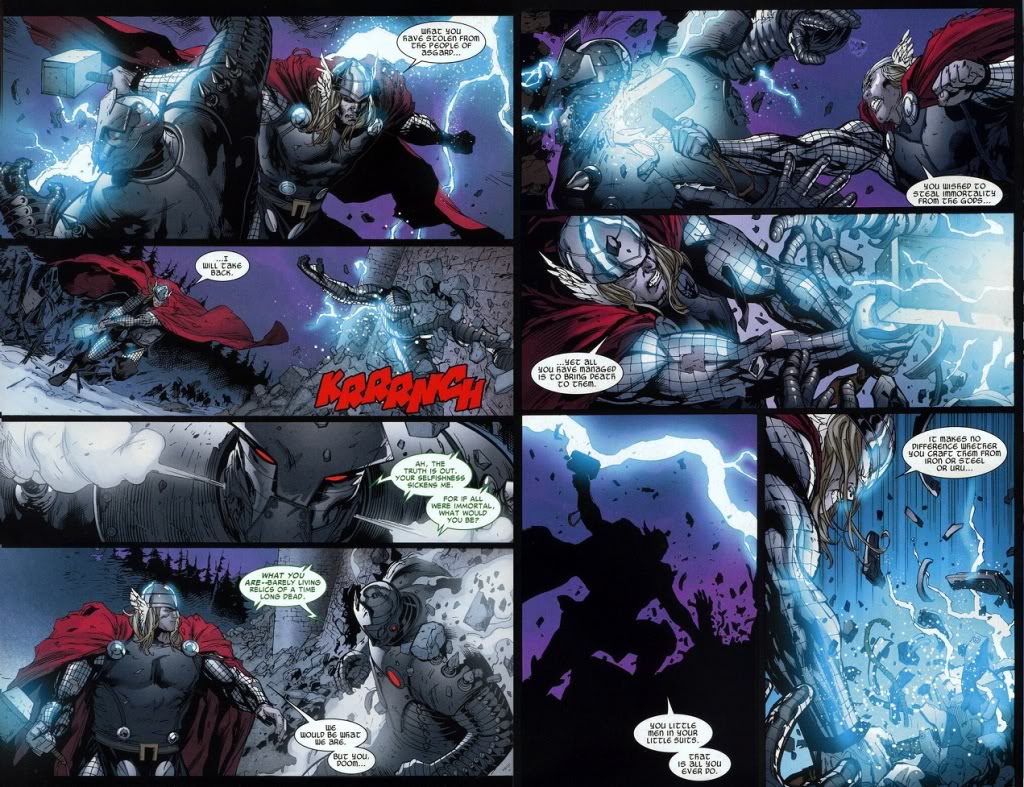 WHAT YOU
HAVE STOLEN FROM
THE PEOPLE OF
ASGARD...
...I
WILL TAKE
BACK.
KRRRNCH
AH, THE
TRUTH IS OUT.
YOUR SELFISHNESS
SICKENS ME.
FOR IF ALL
WERE IMMORTAL,
WHAT WOULD
YOU BE?
WHAT YOU
ARE--BARELY LIVING
RELICS OF A TIME
LONG DEAD.
WE
WOULD BE WHAT
WE ARE.
BUT YOU,
DOOM...
YOU WISHED TO
STEAL IMMORTALITY
FROM THE GODS...
...YET ALL
YOU HAVE MANAGED
IS TO BRING DEATH
TO THEM.
IT MAKES NO
DIFFERENCE WHETHER
YOU CRAFT THEM FROM
IRON OR STEEL
OR URU...
YOU LITTLE
MEN IN YOUR
LITTLE SUITS.
THAT
IS ALL YOU
EVER DO.